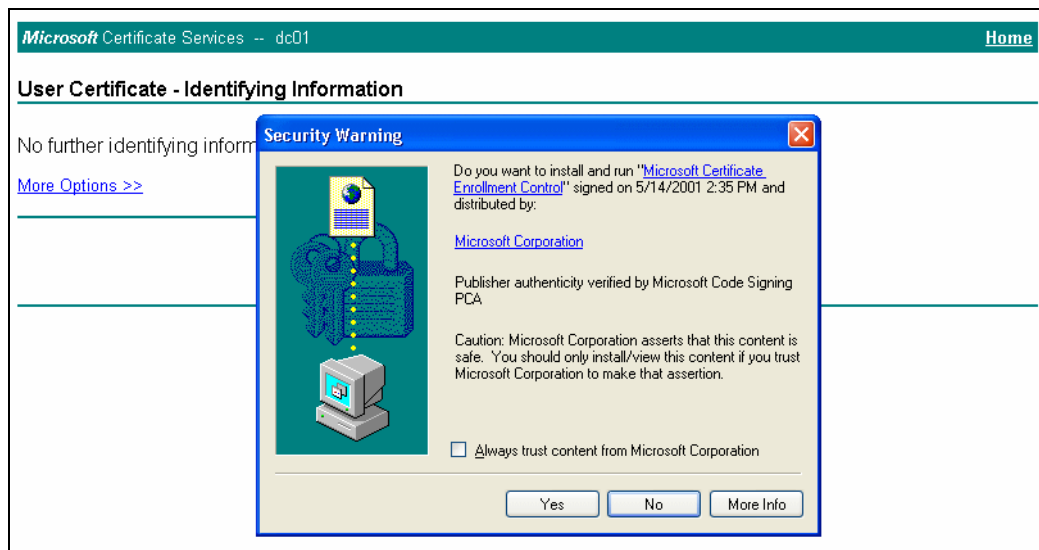 Microsoft Certificate Services -- dc01 Home
User Certificate - Identifying Information
No further identifying inform
More Options >>
Security Warning
Do you want to install and run "Microsoft Certificate
Enrollment Control" signed on 5/14/2001 2:35 PM and
distributed by:
Microsoft Corporation
Publisher authenticity verified by Microsoft Code Signing
PCA
Caution: Microsoft Corporation asserts that this content is
safe. You should only install/view this content if you trust
Microsoft Corporation to make that assertion.
Always trust content from Microsoft Corporation
Yes No More Info